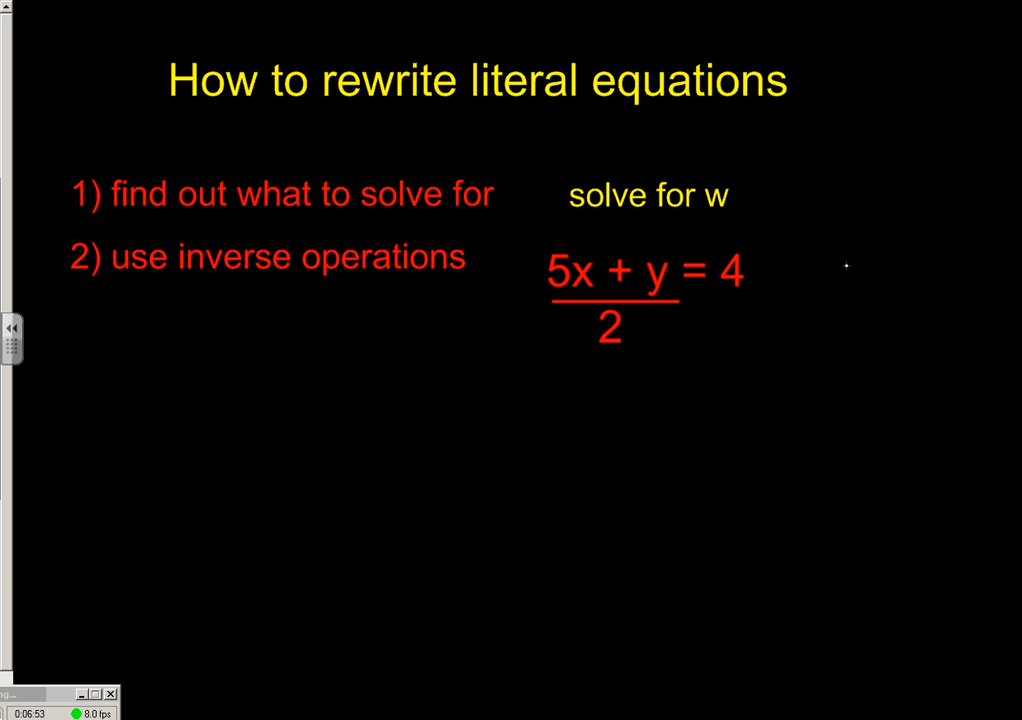 How to rewrite literal equations
1) find out what to solve for
solve for w
2) use inverse operations
5x + y = 4
2
0:06:53
8.0 fps